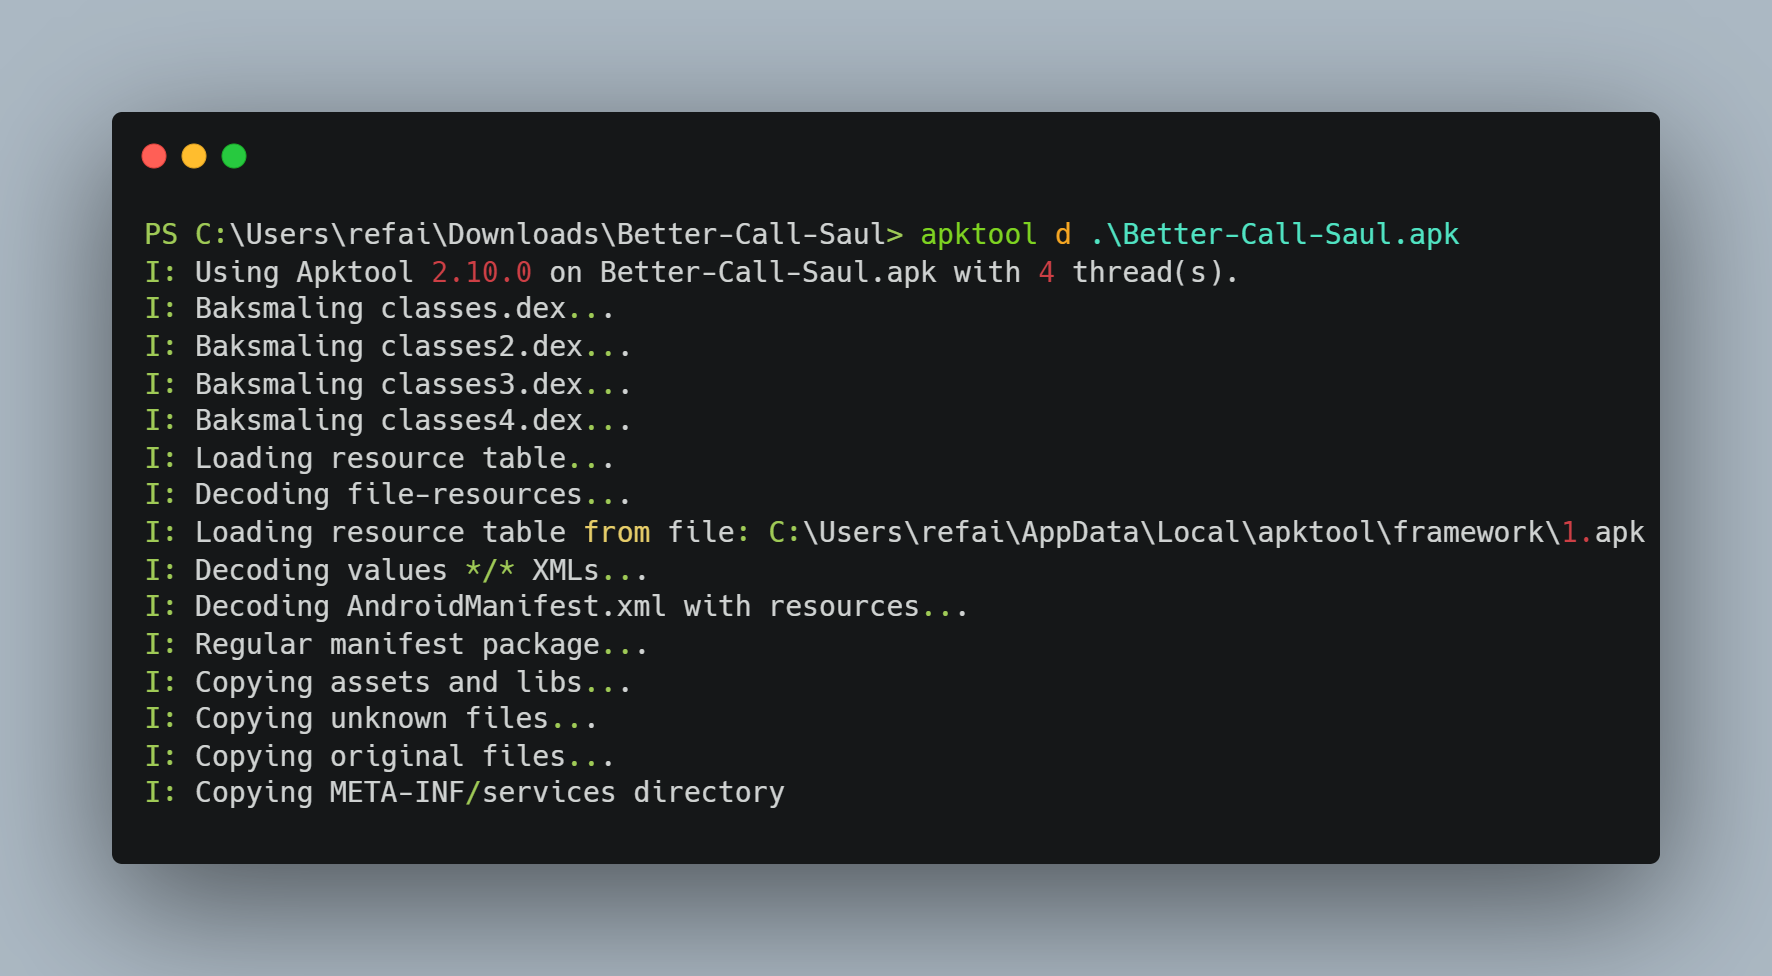 PS C:\Users\refai\Downloads\Better-Call-Saul> apktool d .\Better-Call-Saul.apk
I: Using Apktool 2.10.0 on Better-Call-Saul.apk with 4 thread(s).
I: Baksmaling classes.dex...
I: Baksmaling classes2.dex...
I: Baksmaling classes3.dex...
I: Baksmaling classes4.dex...
I: Loading resource table...
I: Decoding file-resources...
I: Loading resource table from file: C:\Users\refai\AppData\Local\apktool\framework\1.apk
I: Decoding values */* XMLs...
I: Decoding AndroidManifest.xml with resources...
I: Regular manifest package...
I: Copying assets and libs...
I: Copying unknown files...
I: Copying original files...
I: Copying META-INF/services directory